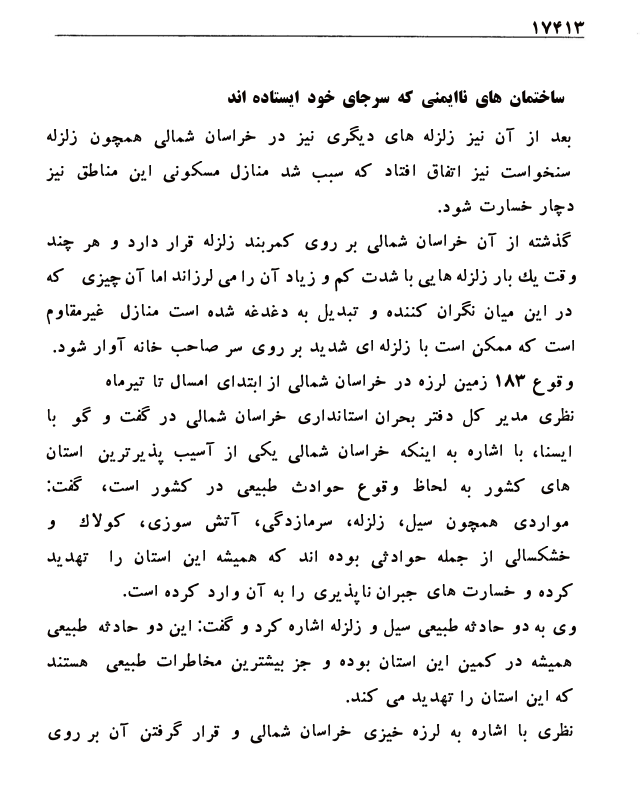 ۱۷۴۱۳
ساختمان های ناایمنی که سرجای خود ایستاده اند
بعد از آن نیز زلزله های دیگری نیز در خراسان شمالی همچون زلزله
سنخواست نیز اتفاق افتاد که سبب شد منازل مسکونی این مناطق نیز
دچار خسارت شود.
گذشته از آن خراسان شمالی بر روی کمربند زلزله قرار دارد و هر چند
وقت یك بار زلزله هایی با شدت کم و زیاد آن را می لرزاند اما آن چیزی که
در این میان نگران کننده و تبدیل به دغدغه شده است منازل غیرمقاوم
است که ممکن است با زلزله ای شدید بر روی سر صاحب خانه آوار شود.
وقوع ۱۸۳ زمین لرزه در خراسان شمالی از ابتدای امسال تا تیرماه
نظری مدیر کل دفتر بحران استانداری خراسان شمالی در گفت و گو با
ایسنا، با اشاره به اینکه خراسان شمالی یکی از آسیب پذیرترین استان
های کشور به لحاظ وقوع حوادث طبیعی در کشور است، گفت:
مواردی همچون سیل، زلزله، سرمازدگی، آتش سوزی، کولاك و
خشکسالی از جمله حوادثی بوده اند که همیشه این استان را تهدید
کرده و خسارت های جبران ناپذیری را به آن وارد کرده است.
وی به دو حادثه طبیعی سیل و زلزله اشاره کرد و گفت: این دو حادثه طبیعی
همیشه در کمین این استان بوده و جز بیشترین مخاطرات طبیعی هستند
که این استان را تهدید می کند.
نظری با اشاره به لرزه خیزی خراسان شمالی و قرار گرفتن آن بر روی